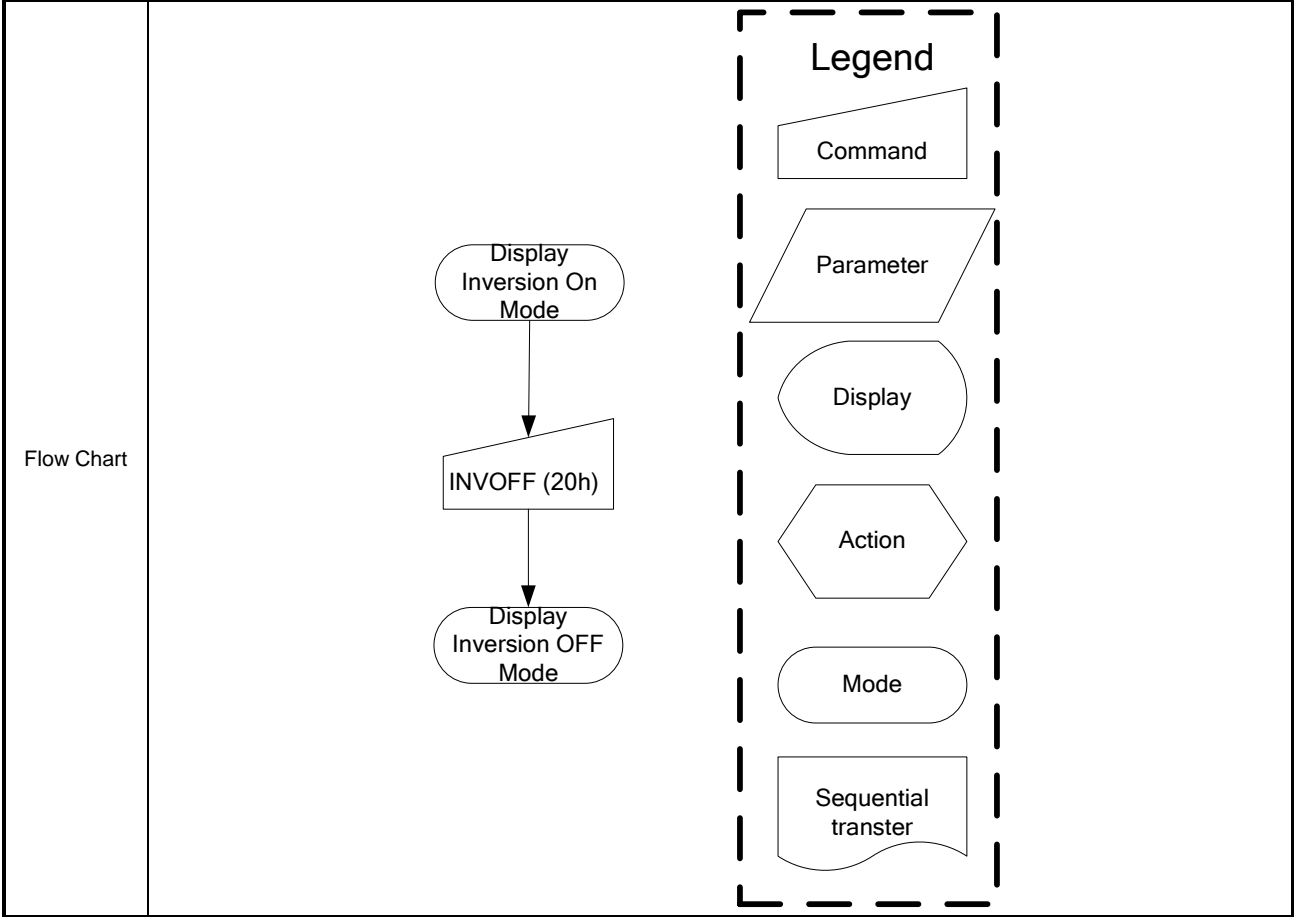 Flow Chart
Display
Inversion On
Mode
INVOFF (20h)
Display
Inversion OFF
Mode
Legend
Command
Parameter
Display
Action
Mode
Sequential
transter